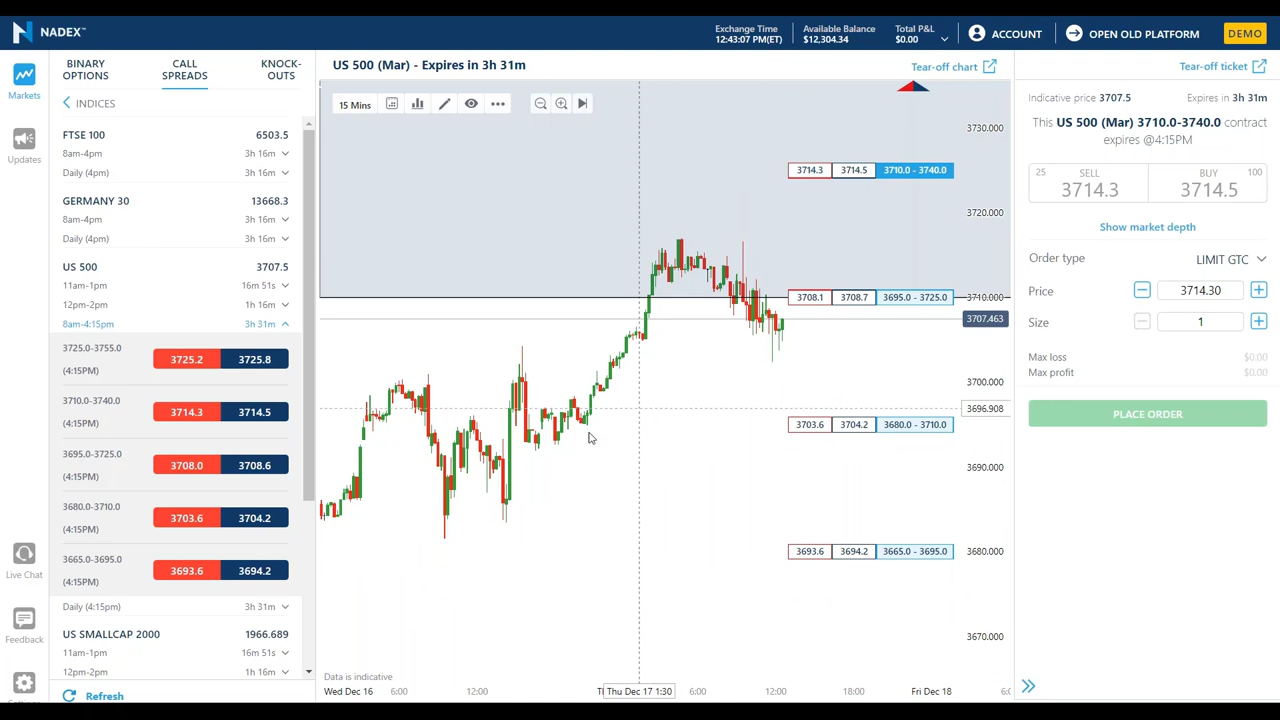 NADEX™
Exchange Time
12:43:07 PM(ET)
Available Balance
$12,304.34
Total P&L
$0.00
ACCOUNT
OPEN OLD PLATFORM
DEMO
Markets
Updates
Live Chat
Feedback
BINARY OPTIONS
CALL SPREADS
KNOCK-OUTS
INDICES
FTSE 100 6503.5
8am-4pm 3h 16m
Daily (4pm) 3h 16m
GERMANY 30 13668.3
8am-4pm 3h 16m
Daily (4pm) 3h 16m
US 500 3707.5
11am-1pm 16m 51s
12pm-2pm 1h 16m
8am-4:15pm 3h 31m
3725.0-3755.0
(4:15PM)
3725.2 3725.8
3710.0-3740.0
(4:15PM)
3714.3 3714.5
3695.0-3725.0
(4:15PM)
3708.0 3708.6
3680.0-3710.0
(4:15PM)
3703.6 3704.2
3665.0-3695.0
(4:15PM)
3693.6 3694.2
Daily (4:15pm) 3h 31m
US SMALLCAP 2000 1966.689
11am-1pm 16m 51s
12pm-2pm 1h 16m
Refresh
US 500 (Mar) - Expires in 3h 31m
Tear-off chart
15 Mins
3730.000
3714.3 3714.5 3710.0 - 3740.0
3720.000
3708.1 3708.7 3695.0 - 3725.0
3710.000
3707.463
3700.000
3696.908
3703.6 3704.2 3680.0 - 3710.0
3690.000
3693.6 3694.2 3665.0 - 3695.0
3680.000
3670.000
Data is indicative
Wed Dec 16 6:00 12:00 Thu Dec 17 1:30 6:00 12:00 18:00 Fri Dec 18
Tear-off ticket
Indicative price 3707.5 Expires in 3h 31m
This US 500 (Mar) 3710.0-3740.0 contract
expires @4:15PM
25 SELL 3714.3
BUY 100 3714.5
Show market depth
Order type LIMIT GTC
Price 3714.30
Size 1
Max loss $0.00
Max profit $0.00
PLACE ORDER